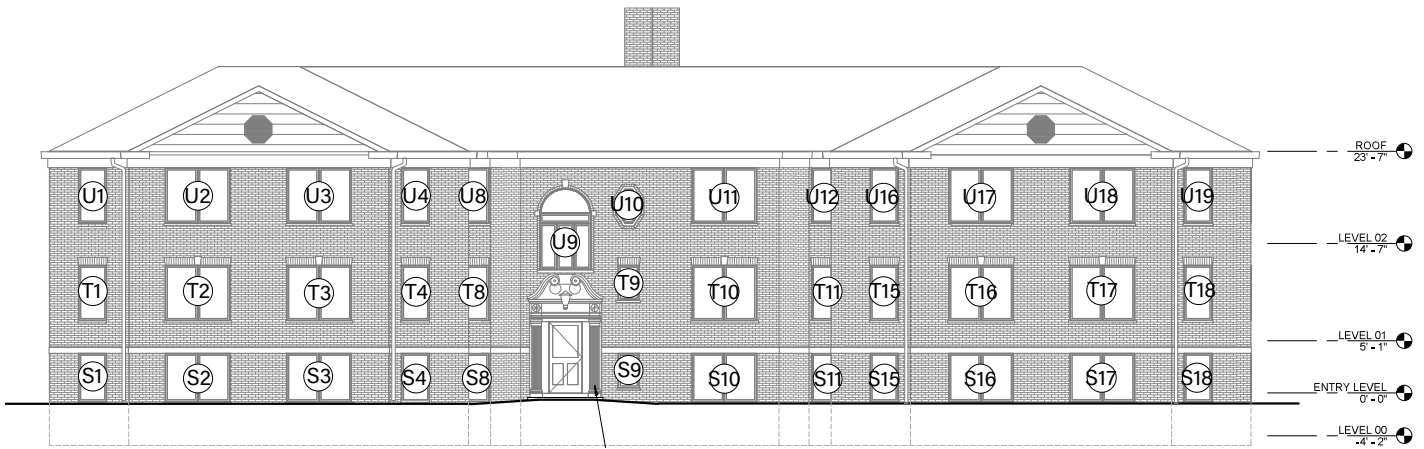 ROOF
23' - 7"
U1 U2 U3 U4 U8 U9 U10 U11 U12 U16 U17 U18 U19
LEVEL 02
14' - 7"
T1 T2 T3 T4 T8 T9 T10 T11 T15 T16 T17 T18
LEVEL 01
5' - 1"
S1 S2 S3 S4 S8 S9 S10 S11 S15 S16 S17 S18
ENTRY LEVEL
0' - 0"
LEVEL 00
-4' - 2"